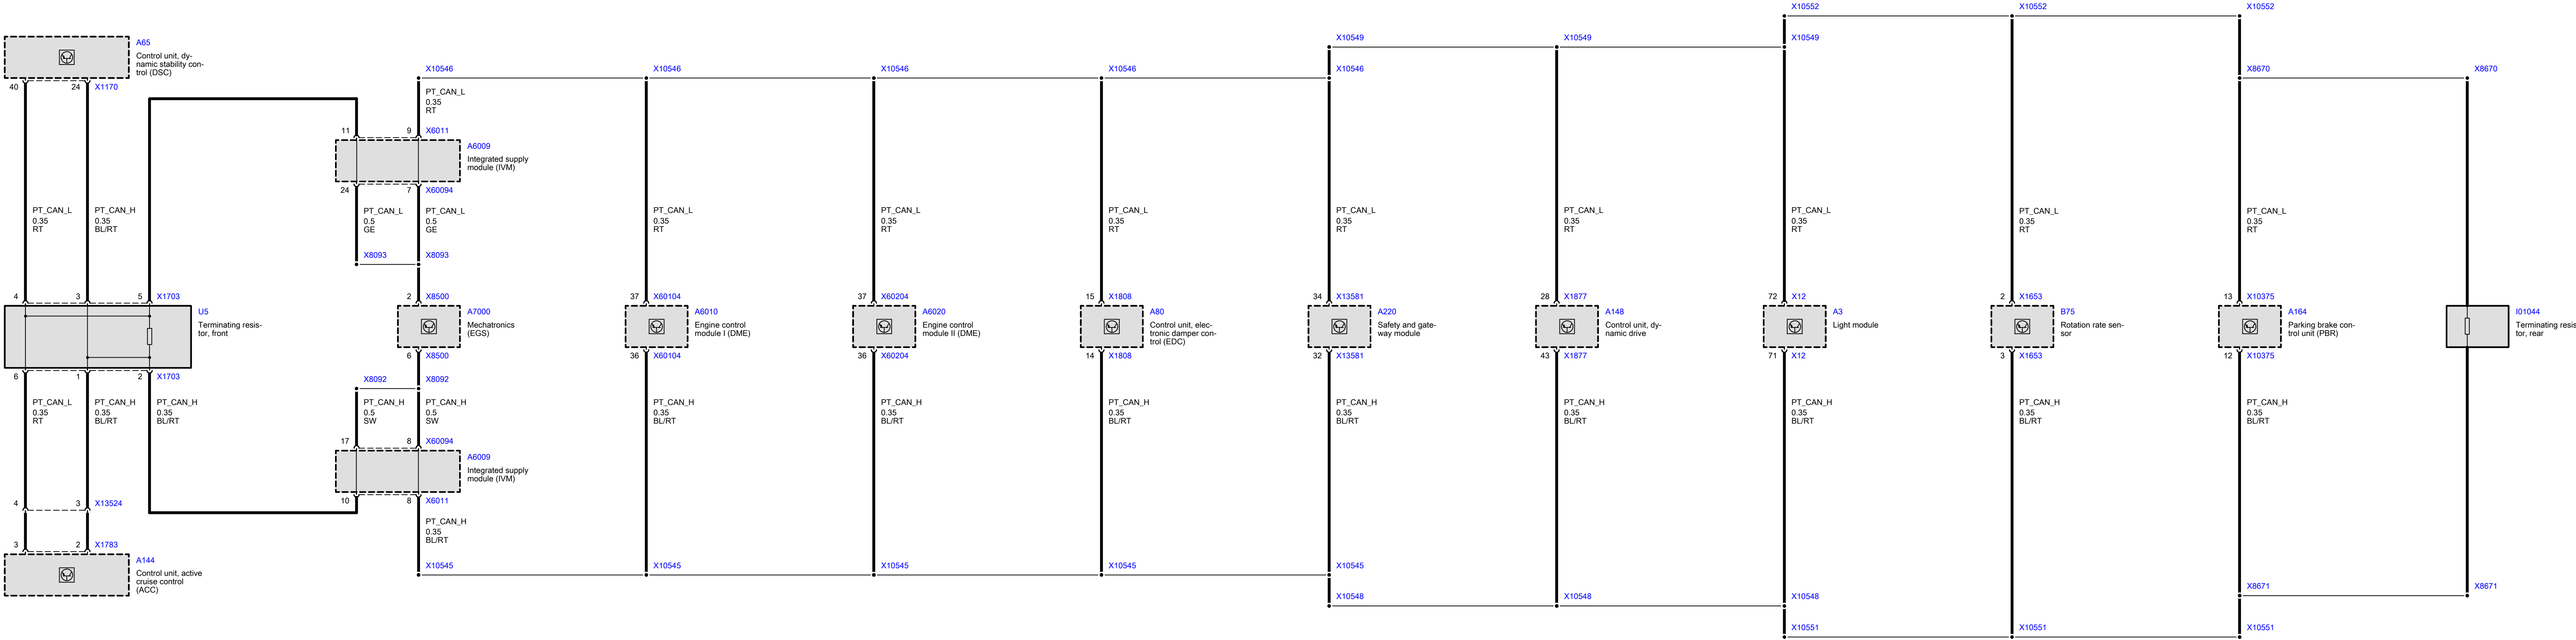 X10552
X10552
X10552
X10549
X10549
X10549
A65
Control unit, dy-
namic stability con-
trol (DSC)
X10546
X10546
X10546
X10546
X10546
X8670
X8670
40
24
X1170
PT_CAN_L
0.35
RT
11
9
X6011
A6009
Integrated supply
module (IVM)
24
7
X60094
PT_CAN_L
0.35
RT
PT_CAN_H
0.35
BL/RT
PT_CAN_L
0.5
GE
PT_CAN_L
0.5
GE
PT_CAN_L
0.35
RT
PT_CAN_L
0.35
RT
PT_CAN_L
0.35
RT
PT_CAN_L
0.35
RT
PT_CAN_L
0.35
RT
PT_CAN_L
0.35
RT
PT_CAN_L
0.35
RT
PT_CAN_L
0.35
RT
X8093
X8093
4
3
5
X1703
2
X8500
37
X60104
37
X60204
15
X1808
34
X13581
28
X1877
72
X12
2
X1653
13
X10375
U5
Terminating resis-
tor, front
A7000
Mechatronics
(EGS)
A6010
Engine control
module I (DME)
A6020
Engine control
module II (DME)
A80
Control unit, elec-
tronic damper con-
trol (EDC)
A220
Safety and gate-
way module
A148
Control unit, dy-
namic drive
A3
Light module
B75
Rotation rate sen-
sor
A164
Parking brake con-
trol unit (PBR)
I01044
Terminating resis
tor, rear
6
1
2
X1703
6
X8500
36
X60104
36
X60204
14
X1808
32
X13581
43
X1877
71
X12
3
X1653
12
X10375
X8092
X8092
PT_CAN_L
0.35
RT
PT_CAN_H
0.35
BL/RT
PT_CAN_H
0.35
BL/RT
PT_CAN_H
0.5
SW
PT_CAN_H
0.5
SW
PT_CAN_H
0.35
BL/RT
PT_CAN_H
0.35
BL/RT
PT_CAN_H
0.35
BL/RT
PT_CAN_H
0.35
BL/RT
PT_CAN_H
0.35
BL/RT
PT_CAN_H
0.35
BL/RT
PT_CAN_H
0.35
BL/RT
PT_CAN_H
0.35
BL/RT
17
8
X60094
A6009
Integrated supply
module (IVM)
10
8
X6011
4
3
X13524
PT_CAN_H
0.35
BL/RT
3
2
X1783
A144
Control unit, active
cruise control
(ACC)
X10545
X10545
X10545
X10545
X10545
X8671
X8671
X10548
X10548
X10548
X10551
X10551
X10551